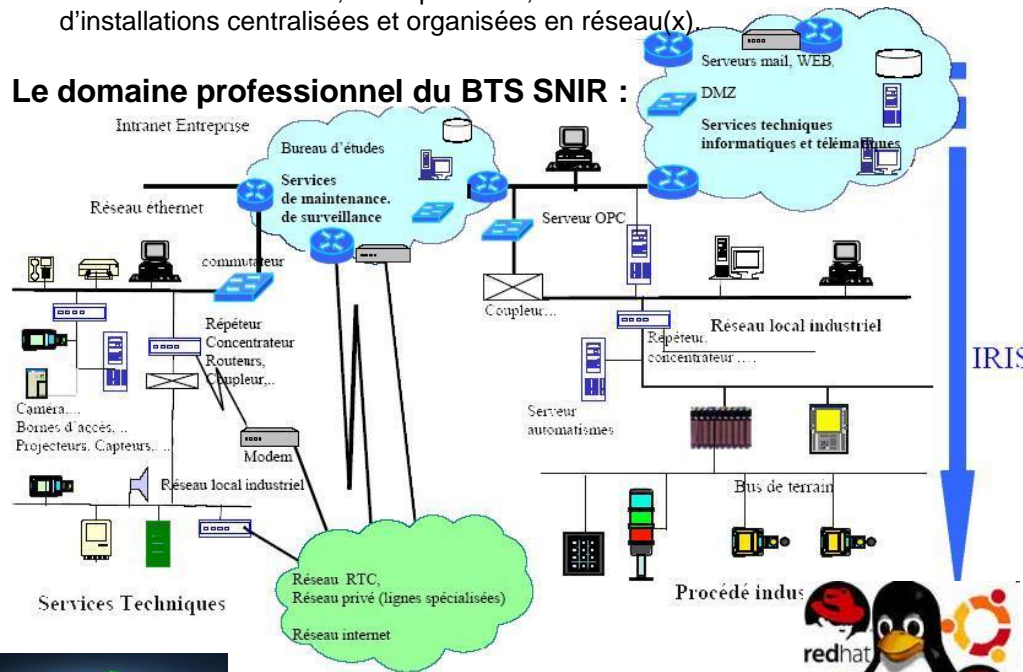 d'installations centralisées et organisées en réseau(x).
Le domaine professionnel du BTS SNIR :
Serveurs mail, WEB,
DMZ
Services techniques
informatiques et télématiques
Intranet Entreprise
Bureau d'études
Services
de maintenance.
de surveillance
Réseau éthernet
Serveur OPC
commutateur
Coupleur...
Répéteur
Concentrateur
Routeurs,
Coupleur,..
Réseau local industriel
Répéteur,
concentrateur ....
IRIS
Caméra....
Bornes d'accès, ..
Projecteurs, Capteurs,...
Serveur
automatismes
Modem
Réseau local industriel
Bus de terrain
Réseau RTC,
Réseau privé (lignes spécialisées)
Réseau internet
Services Techniques
Procédé indus
redhat